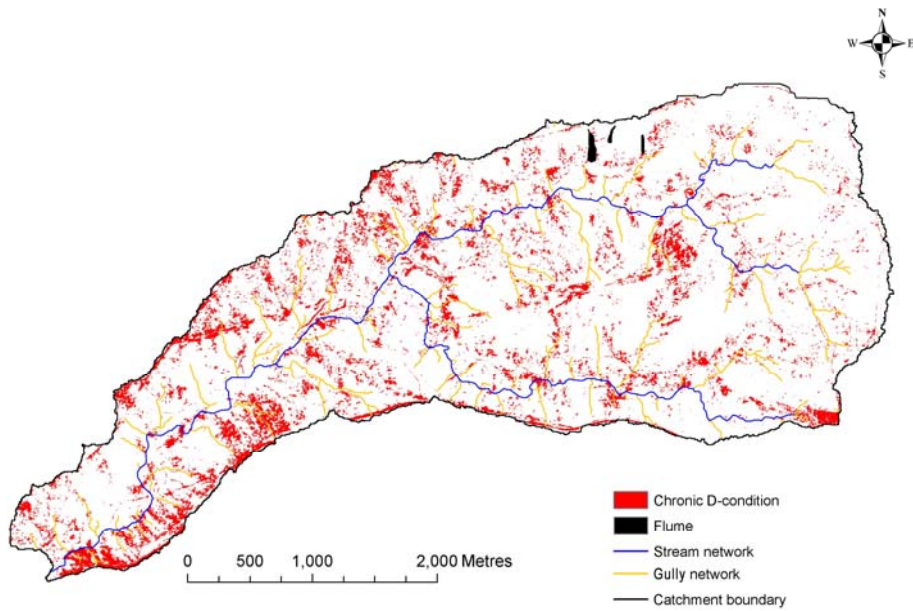 N
W E
S
Chronic D-condition
Flume
Stream network
Gully network
Catchment boundary
0 500 1,000 2,000 Metres